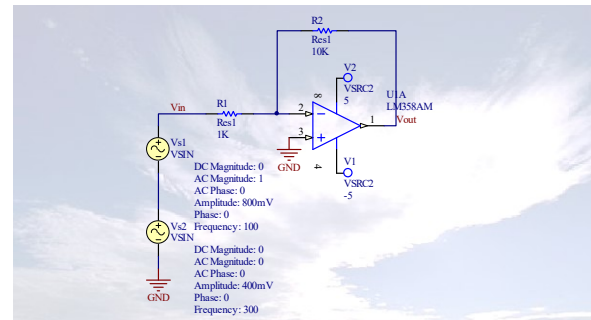 R2
Res1
10K
V2
VSRC2
5
U1A
LM358AM
8
Vin
R1
Res1
1K
2
3
1
Vout
GND
4
V1
VSRC2
-5
Vs1
VSIN
DC Magnitude: 0
AC Magnitude: 1
AC Phase: 0
Amplitude: 800mV
Phase: 0
Frequency: 100
Vs2
VSIN
DC Magnitude: 0
AC Magnitude: 0
AC Phase: 0
Amplitude: 400mV
Phase: 0
Frequency: 300
GND